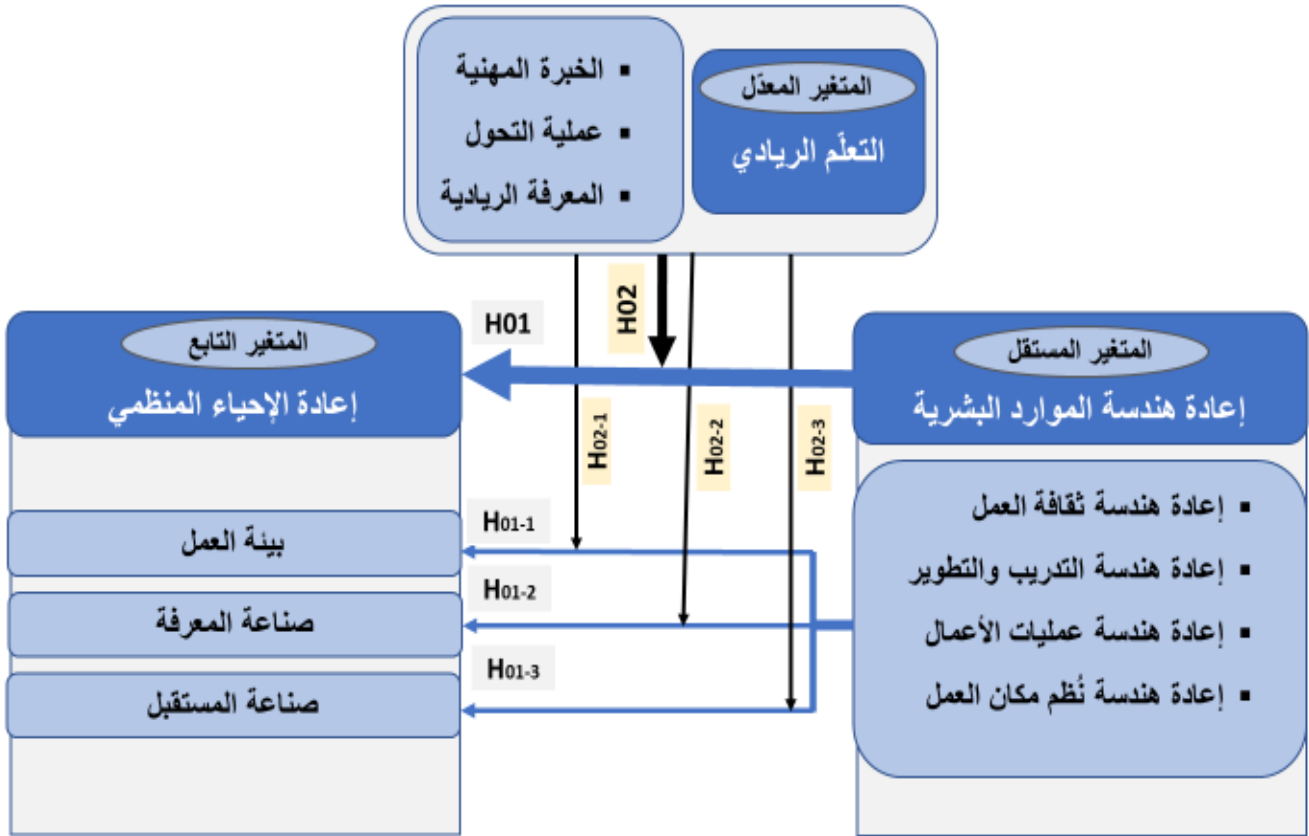 المتغير المعدّل
التعلّم الريادي
▪ الخبرة المهنية
▪ عملية التحول
▪ المعرفة الريادية
المتغير المستقل
إعادة هندسة الموارد البشرية
▪ إعادة هندسة ثقافة العمل
▪ إعادة هندسة التدريب والتطوير
▪ إعادة هندسة عمليات الأعمال
▪ إعادة هندسة نُظم مكان العمل
H01
H02
H02-1
H02-2
H02-3
H01-1
H01-2
H01-3
المتغير التابع
إعادة الإحياء المنظمي
بيئة العمل
صناعة المعرفة
صناعة المستقبل